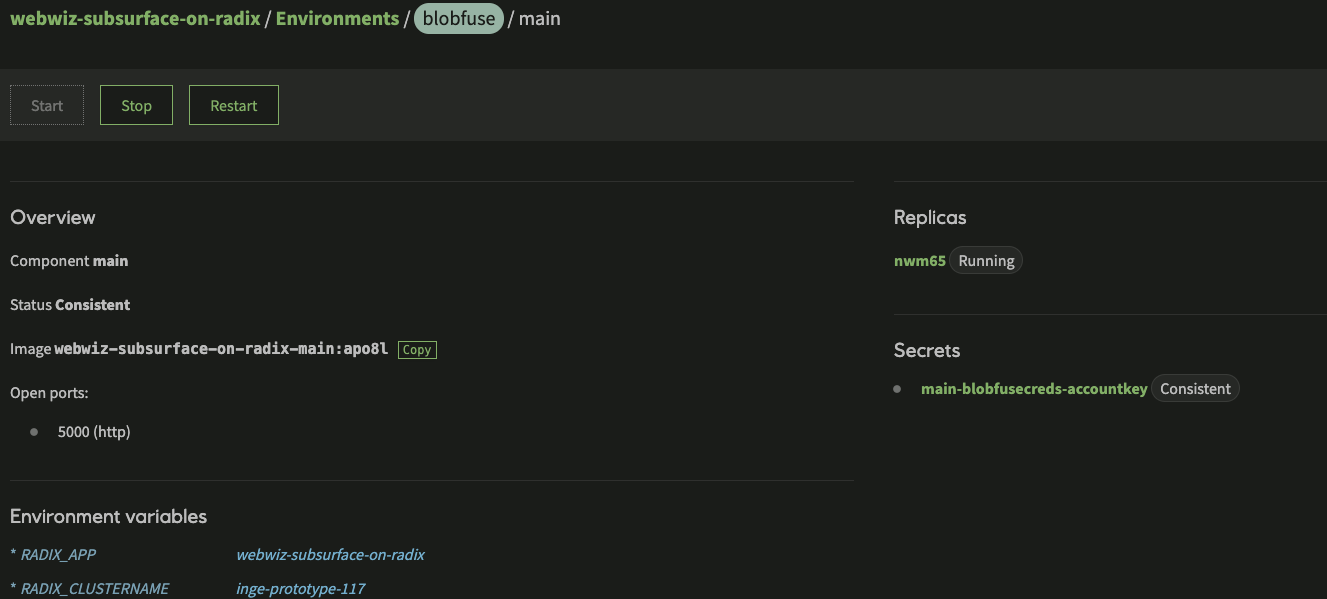 webwiz-subsurface-on-radix / Environments / blobfuse / main
Start Stop Restart
Overview
Component main
Status Consistent
Image webwiz-subsurface-on-radix-main:apo8l Copy
Open ports:
5000 (http)
Environment variables
* RADIX_APP webwiz-subsurface-on-radix
* RADIX_CLUSTERNAME inge-prototype-117
Replicas
nwm65 Running
Secrets
main-blobfusecreds-accountkey Consistent